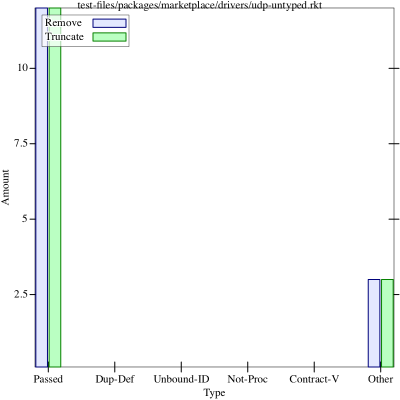 test-files/packages/marketplace/drivers/udp-untyped.rkt
Remove
Truncate
10
7.5
5
2.5
Amount
Passed Dup-Def Unbound-ID Not-Proc Contract-V Other
Type